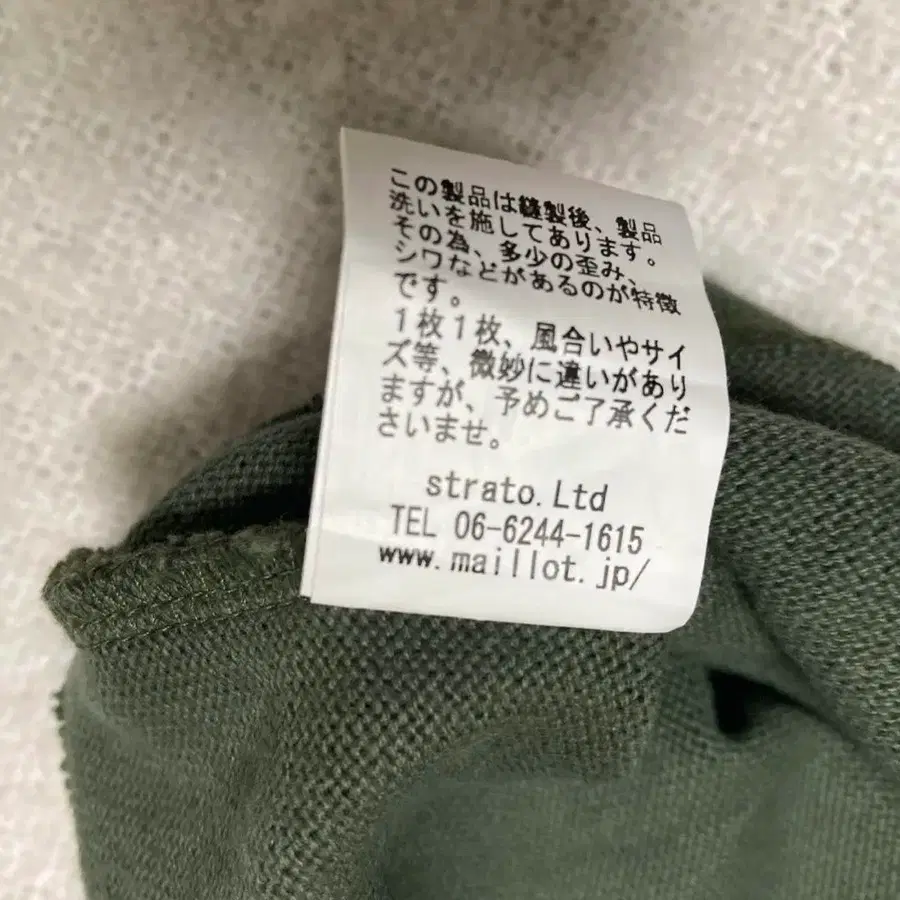 この製品は縫製後、製品
洗いを施してあります。
その為、多少の歪み、
シワなどがあるのが特徴
です。
１枚１枚、風合いやサイ
ズ等、微妙に違いがあり
ますが、予めご了承くだ
さいませ。
strato.Ltd
TEL 06-6244-1615
www.maillot.jp/